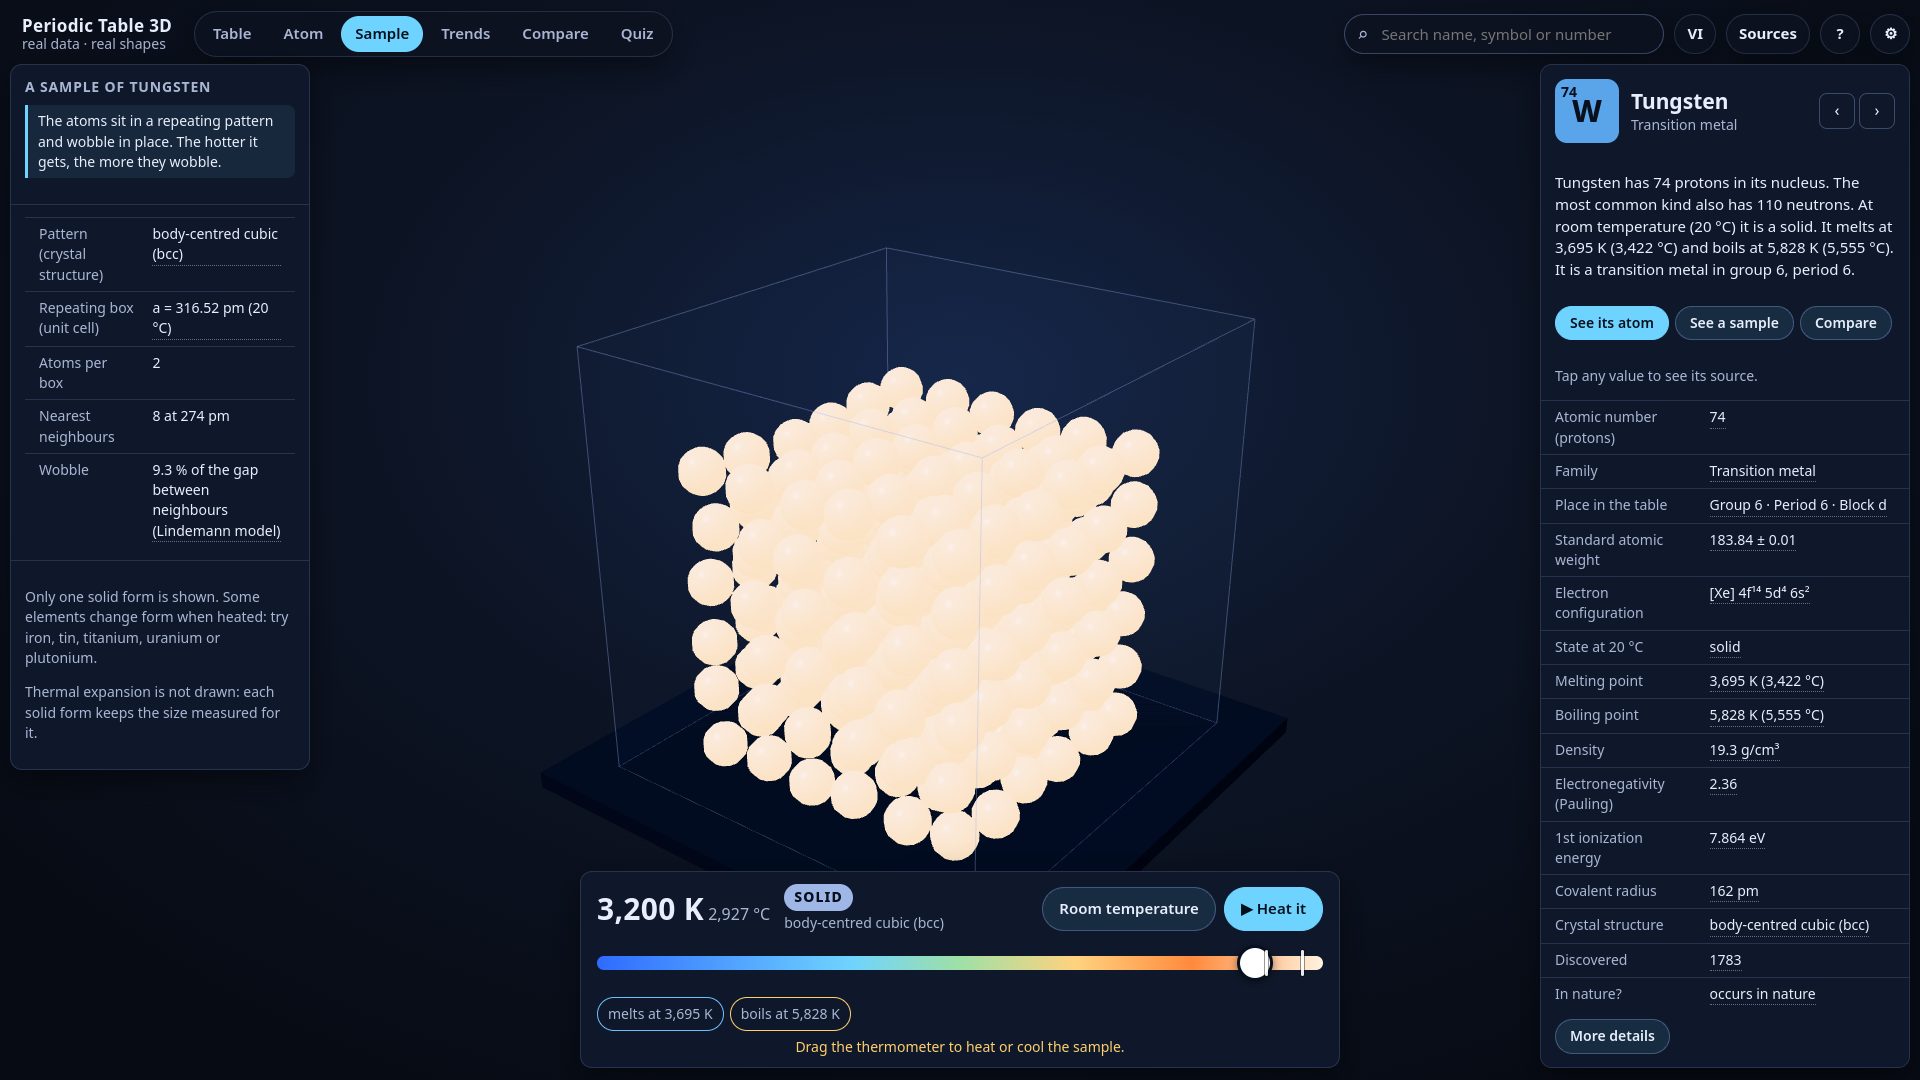 Periodic Table 3D
real data · real shapes
Table
Atom
Sample
Trends
Compare
Quiz
Search name, symbol or number
VI
Sources
?
A SAMPLE OF TUNGSTEN
The atoms sit in a repeating pattern
and wobble in place. The hotter it
gets, the more they wobble.
Pattern
(crystal
structure)
body-centred cubic
(bcc)
Repeating box
(unit cell)
a = 316.52 pm (20
°C)
Atoms per
box
2
Nearest
neighbours
8 at 274 pm
Wobble
9.3 % of the gap
between
neighbours
(Lindemann model)
Only one solid form is shown. Some
elements change form when heated: try
iron, tin, titanium, uranium or
plutonium.
Thermal expansion is not drawn: each
solid form keeps the size measured for
it.
3,200 K 2,927 °C
SOLID
body-centred cubic (bcc)
Room temperature
▶ Heat it
melts at 3,695 K
boils at 5,828 K
Drag the thermometer to heat or cool the sample.
74
W
Tungsten
Transition metal
‹
›
Tungsten has 74 protons in its nucleus. The
most common kind also has 110 neutrons. At
room temperature (20 °C) it is a solid. It melts at
3,695 K (3,422 °C) and boils at 5,828 K (5,555 °C).
It is a transition metal in group 6, period 6.
See its atom
See a sample
Compare
Tap any value to see its source.
Atomic number
(protons)
74
Family
Transition metal
Place in the table
Group 6 · Period 6 · Block d
Standard atomic
weight
183.84 ± 0.01
Electron
configuration
[Xe] 4f¹⁴ 5d⁴ 6s²
State at 20 °C
solid
Melting point
3,695 K (3,422 °C)
Boiling point
5,828 K (5,555 °C)
Density
19.3 g/cm³
Electronegativity
(Pauling)
2.36
1st ionization
energy
7.864 eV
Covalent radius
162 pm
Crystal structure
body-centred cubic (bcc)
Discovered
1783
In nature?
occurs in nature
More details